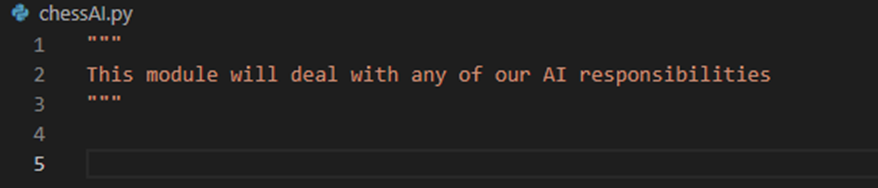 chessAI.py
1 """
2 This module will deal with any of our AI responsibilities
3 """
4
5